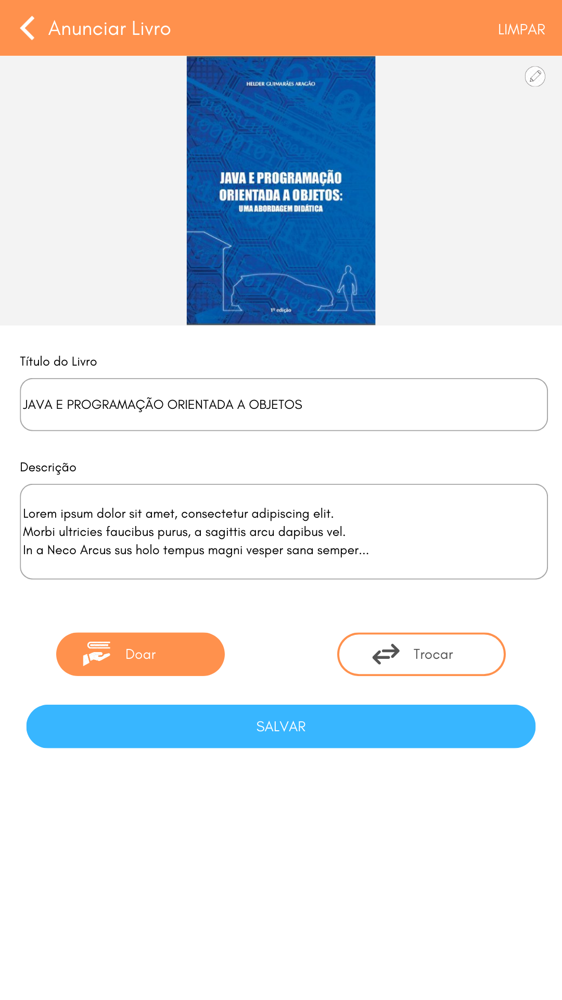 Anunciar Livro
LIMPAR
HELDER GUIMARÃES ARAGÃO
JAVA E PROGRAMAÇÃO
ORIENTADA A OBJETOS:
UMA ABORDAGEM DIDÁTICA
1º edição
Título do Livro
JAVA E PROGRAMAÇÃO ORIENTADA A OBJETOS
Descrição
Lorem ipsum dolor sit amet, consectetur adipiscing elit.
Morbi ultricies faucibus purus, a sagittis arcu dapibus vel.
In a Neco Arcus sus holo tempus magni vesper sana semper...
Doar
Trocar
SALVAR